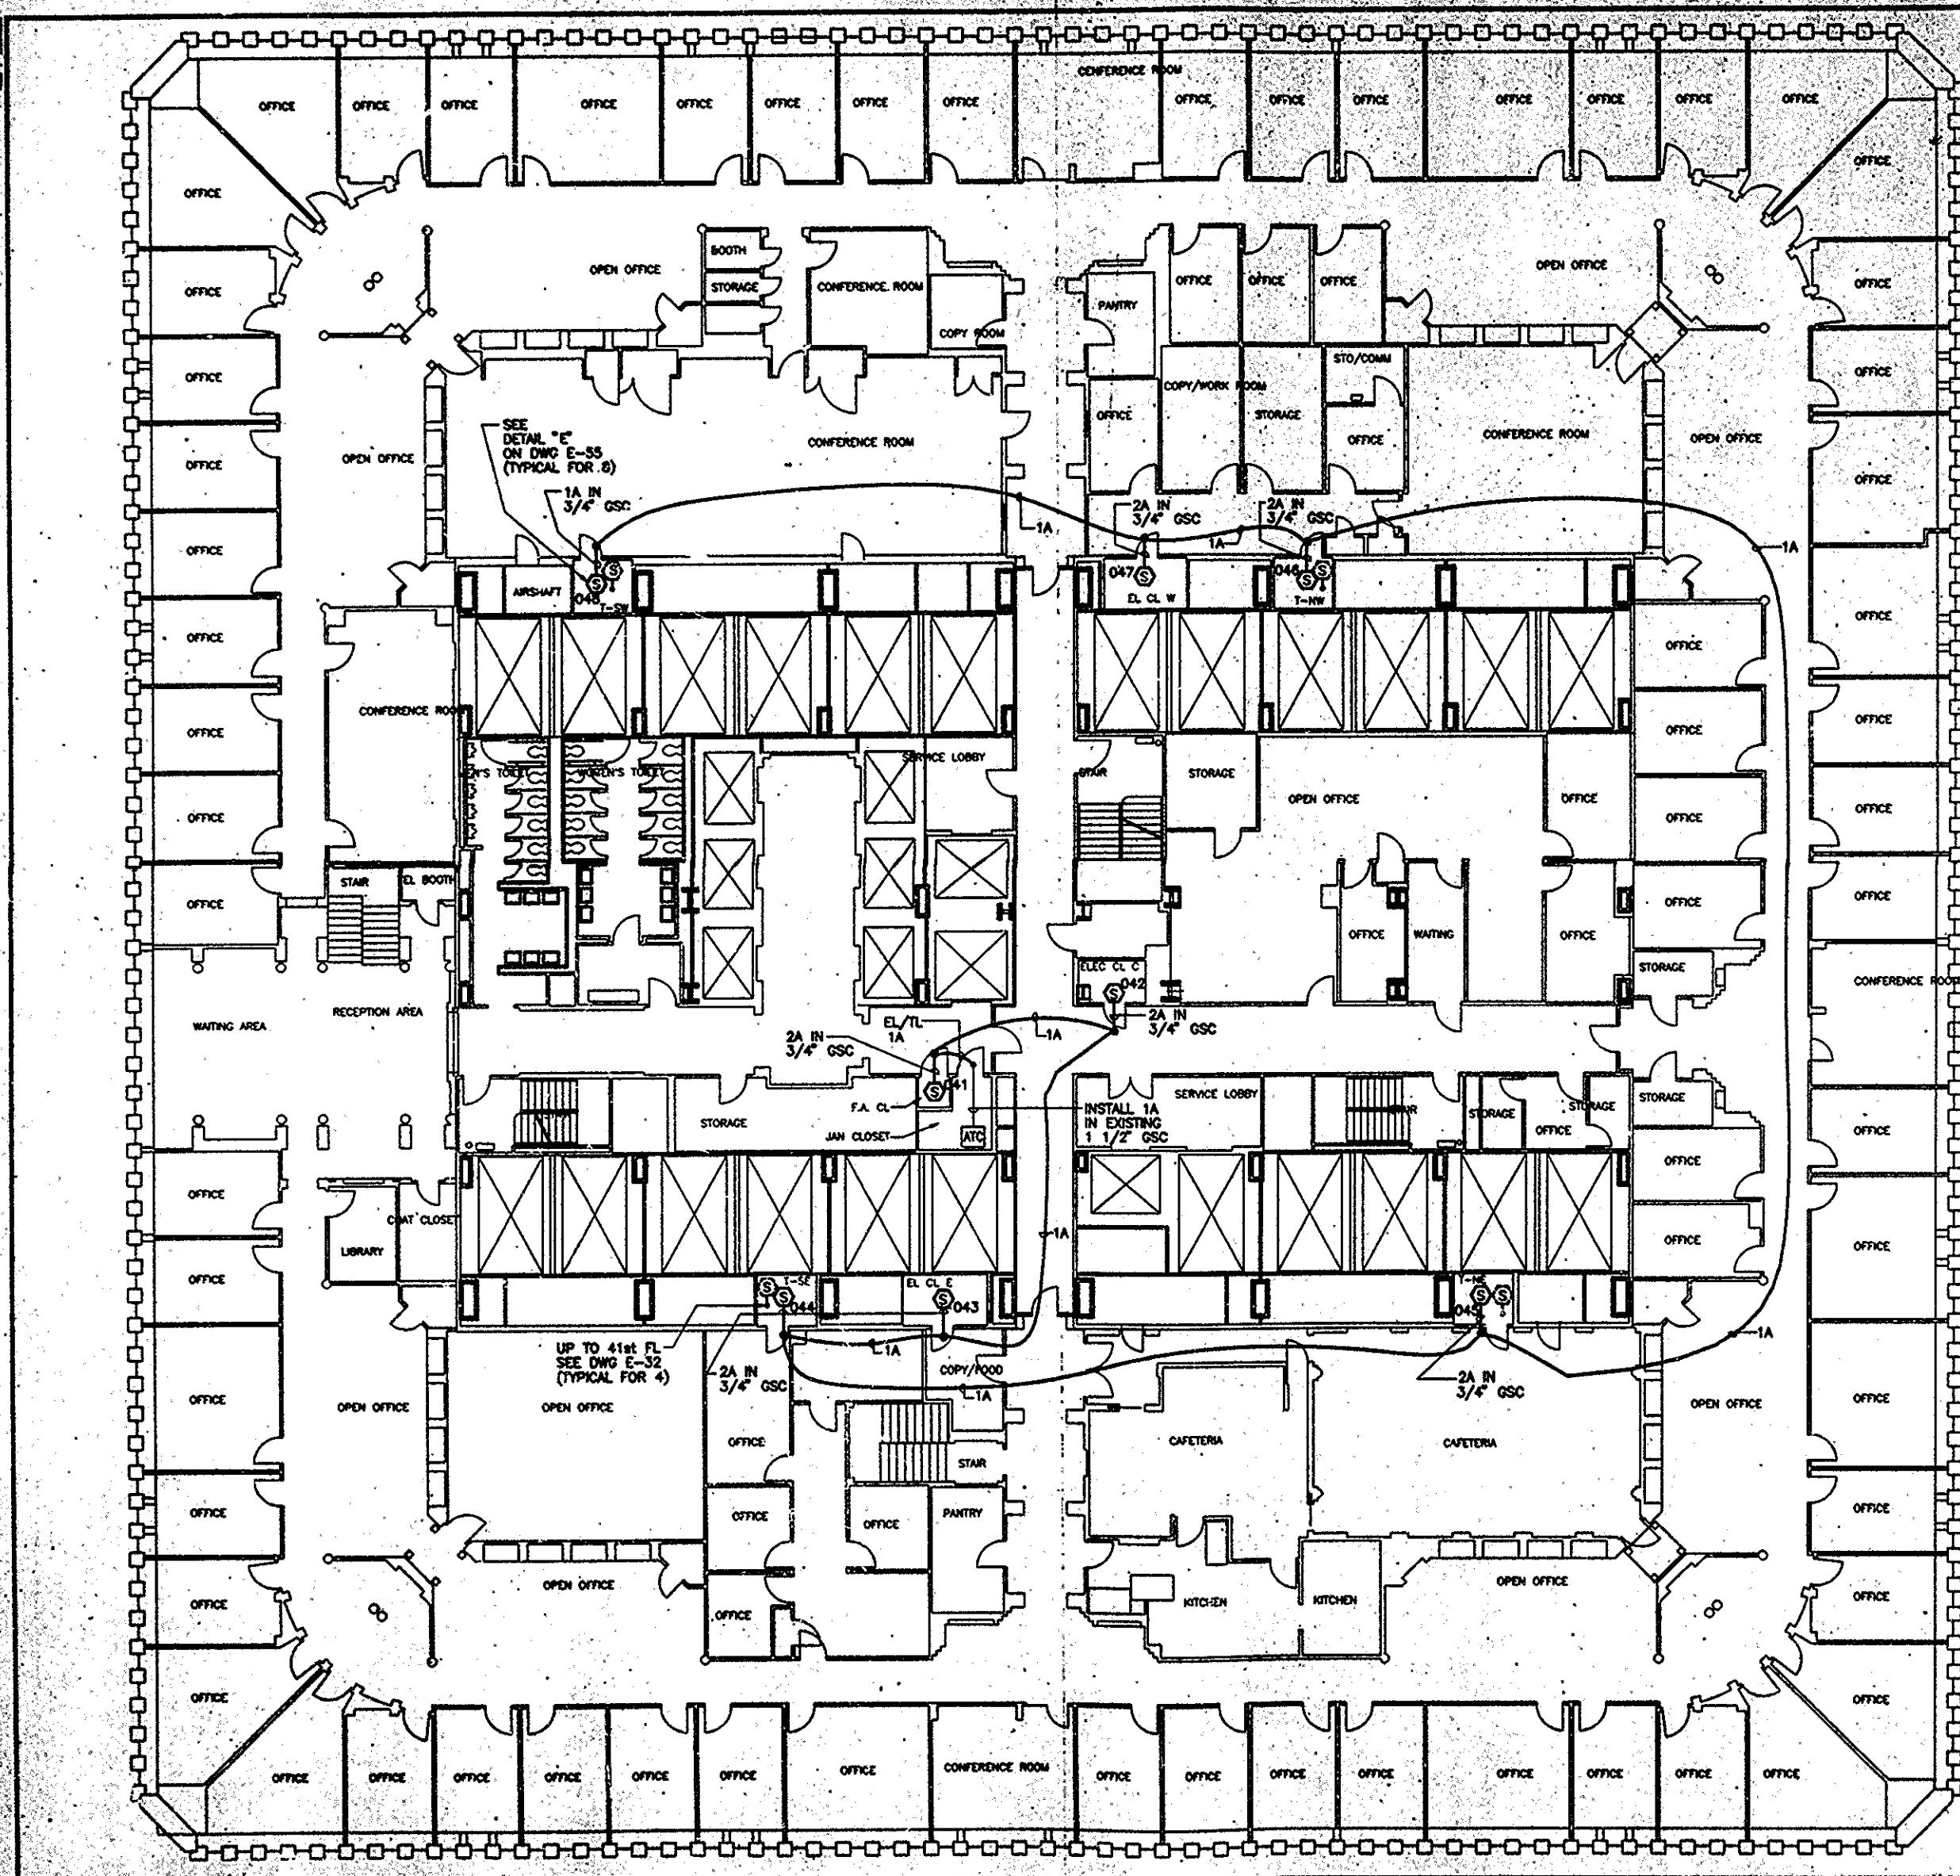 CENFERENCE ROOM
OFFICE OFFICE OFFICE OFFICE OFFICE OFFICE OFFICE OFFICE OFFICE OFFICE OFFICE OFFICE OFFICE OFFICE OFFICE
OFFICE OFFICE
BOOTH
OPEN OFFICE OPEN OFFICE
OFFICE STORAGE CONFERENCE ROOM OFFICE OFFICE OFFICE OFFICE
PANTRY
COPY ROOM
STO/COMM
OFFICE COPY/WORK ROOM OFFICE
OFFICE STORAGE
SEE
DETAIL "E"
ON DWG E-55
(TYPICAL FOR 8)
CONFERENCE ROOM OFFICE CONFERENCE ROOM OPEN OFFICE
OFFICE OPEN OFFICE OFFICE
1A IN
3/4" GSC
2A IN
3/4" GSC
2A IN
3/4" GSC
1A 1A 1A
OFFICE
AIRSHAFT S S 048 T-SW 047 S EL CL W 046 S S T-NW
OFFICE OFFICE
OFFICE
CONFERENCE ROO
OFFICE OFFICE OFFICE
SERVICE LOBBY
EN'S TOILET WOMEN'S TOILET STAIR STORAGE
OPEN OFFICE OFFICE
OFFICE OFFICE OFFICE
STAIR EL BOOTH
OFFICE OFFICE OFFICE
OFFICE WAITING OFFICE
ELEC CL C STORAGE
S 042
CONFERENCE ROO
WAITING AREA RECEPTION AREA
2A IN
3/4" GSC
EL/TL
1A
1A
2A IN
3/4" GSC
S 041
F.A. CL
STORAGE
JAN CLOSET ATC
INSTALL 1A
IN EXISTING
1 1/2" GSC
SERVICE LOBBY STORAGE
STORAGE STORAGE
OFFICE OFFICE
OFFICE
OFFICE
COAT CLOSET
LIBRARY
1A
OFFICE OFFICE
OFFICE
S T-SE EL CL E T-NE
S 044 S 043 045 S S
UP TO 41st FL
SEE DWG E-32
(TYPICAL FOR 4)
1A 1A
2A IN
3/4" GSC
COPY/FOOD
1A
2A IN
3/4" GSC
OFFICE OPEN OFFICE OPEN OFFICE OPEN OFFICE OFFICE
OFFICE CAFETERIA CAFETERIA
STAIR
OFFICE OFFICE OFFICE PANTRY OFFICE
OPEN OFFICE OPEN OFFICE
OFFICE OFFICE KITCHEN KITCHEN OFFICE
OFFICE OFFICE
OFFICE OFFICE OFFICE OFFICE OFFICE OFFICE OFFICE CONFERENCE ROOM OFFICE OFFICE OFFICE OFFICE OFFICE OFFICE OFFICE OFFICE